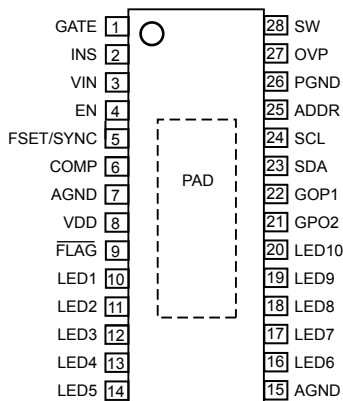 GATE 1
INS 2
VIN 3
EN 4
FSET/SYNC 5
COMP 6
AGND 7
VDD 8
FLAG 9
LED1 10
LED2 11
LED3 12
LED4 13
LED5 14
PAD
28 SW
27 OVP
26 PGND
25 ADDR
24 SCL
23 SDA
22 GOP1
21 GPO2
20 LED10
19 LED9
18 LED8
17 LED7
16 LED6
15 AGND